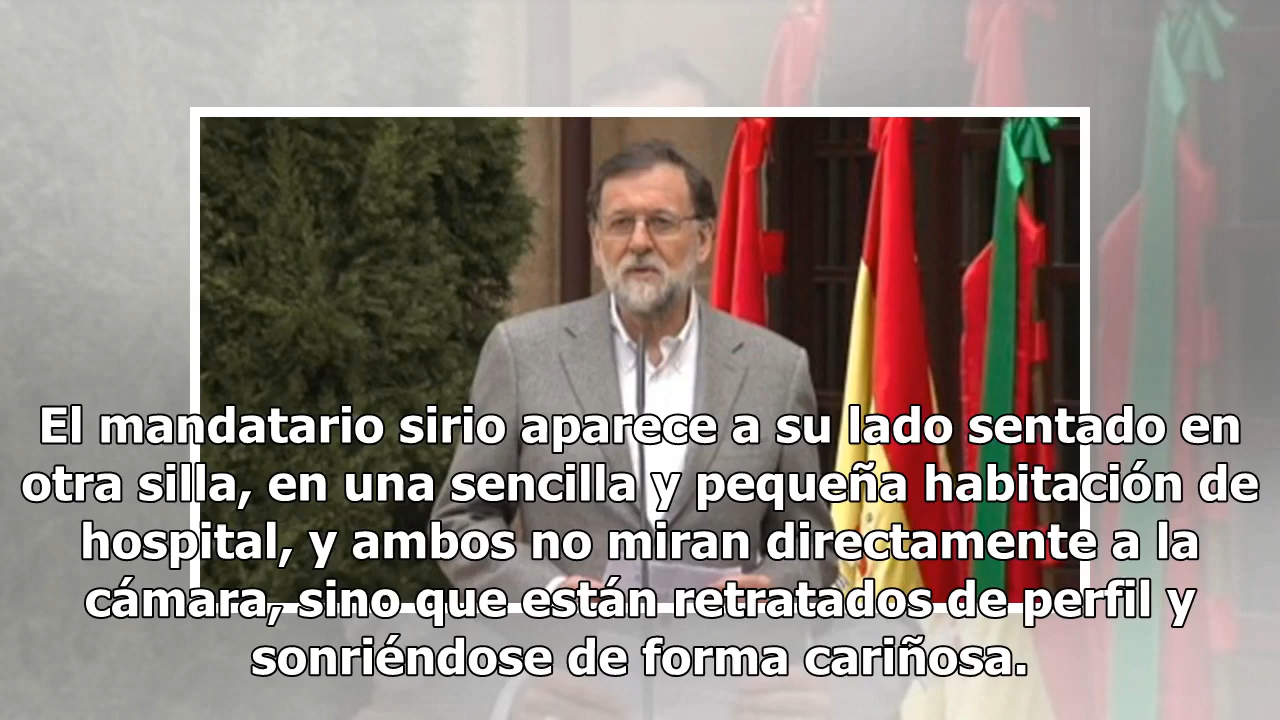 El mandatario sirio aparece a su lado sentado en
otra silla, en una sencilla y pequeña habitación de
hospital, y ambos no miran directamente a la
cámara, sino que están retratados de perfil y
sonriéndose de forma cariñosa.